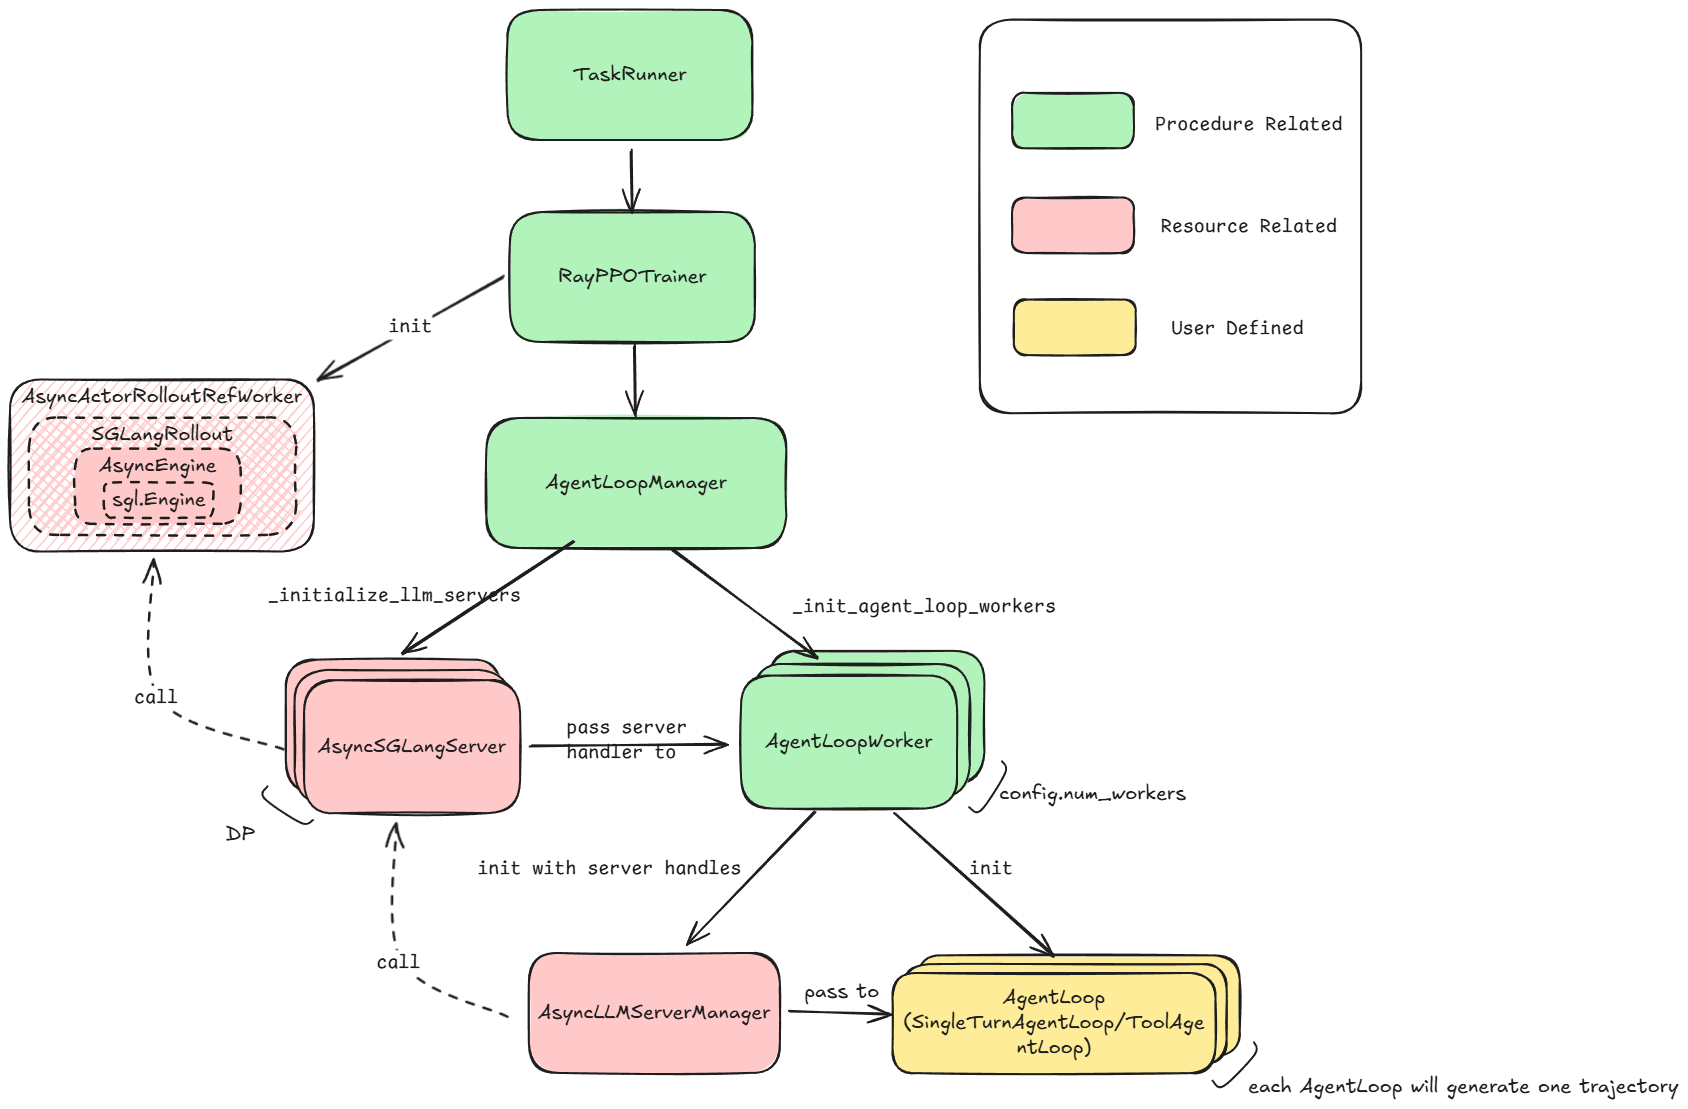 TaskRunner
Procedure Related
Resource Related
User Defined
RayPPOTrainer
init
AsyncActorRolloutRefWorker
SGLangRollout
AsyncEngine
sgl.Engine
AgentLoopManager
_initialize_llm_servers
_init_agent_loop_workers
call
AsyncSGLangServer
pass server
handler to
AgentLoopWorker
config.num_workers
DP
init with server handles
init
call
AsyncLLMServerManager
pass to
AgentLoop
(SingleTurnAgentLoop/ToolAge
ntLoop)
each AgentLoop will generate one trajectory